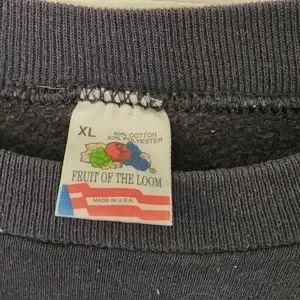 XL
50% COTTON
50% POLYESTER
®
FRUIT OF THE LOOM
MADE IN U.S.A.